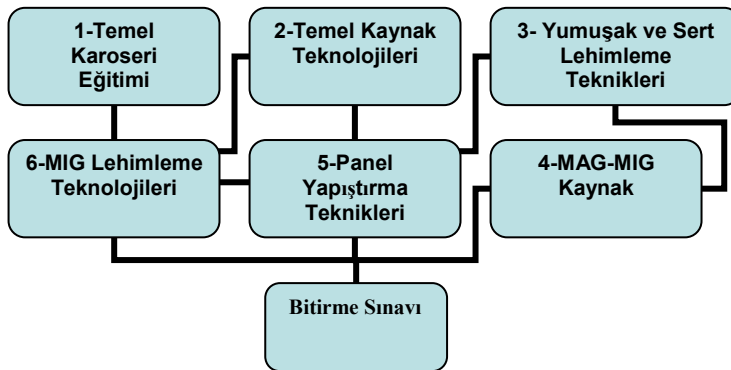 1-Temel
Karoseri
Eğitimi
2-Temel Kaynak
Teknolojileri
3- Yumuşak ve Sert
Lehimleme
Teknikleri
6-MIG Lehimleme
Teknolojileri
5-Panel
Yapıştırma
Teknikleri
4-MAG-MIG
Kaynak
Bitirme Sınavı